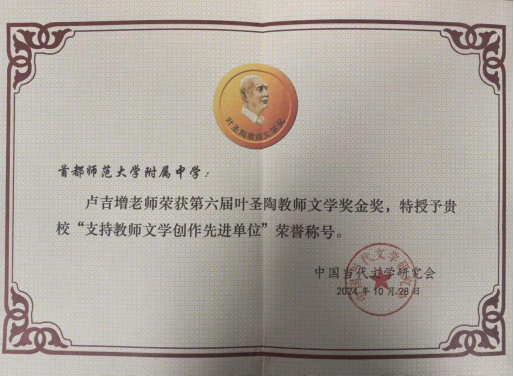 叶圣陶教师文学奖
首都师范大学附属中学：
卢吉增老师荣获第六届叶圣陶教师文学奖金奖，特授予贵
校“支持教师文学创作先进单位”荣誉称号。
中国当代文学研究会
2024年10月28日